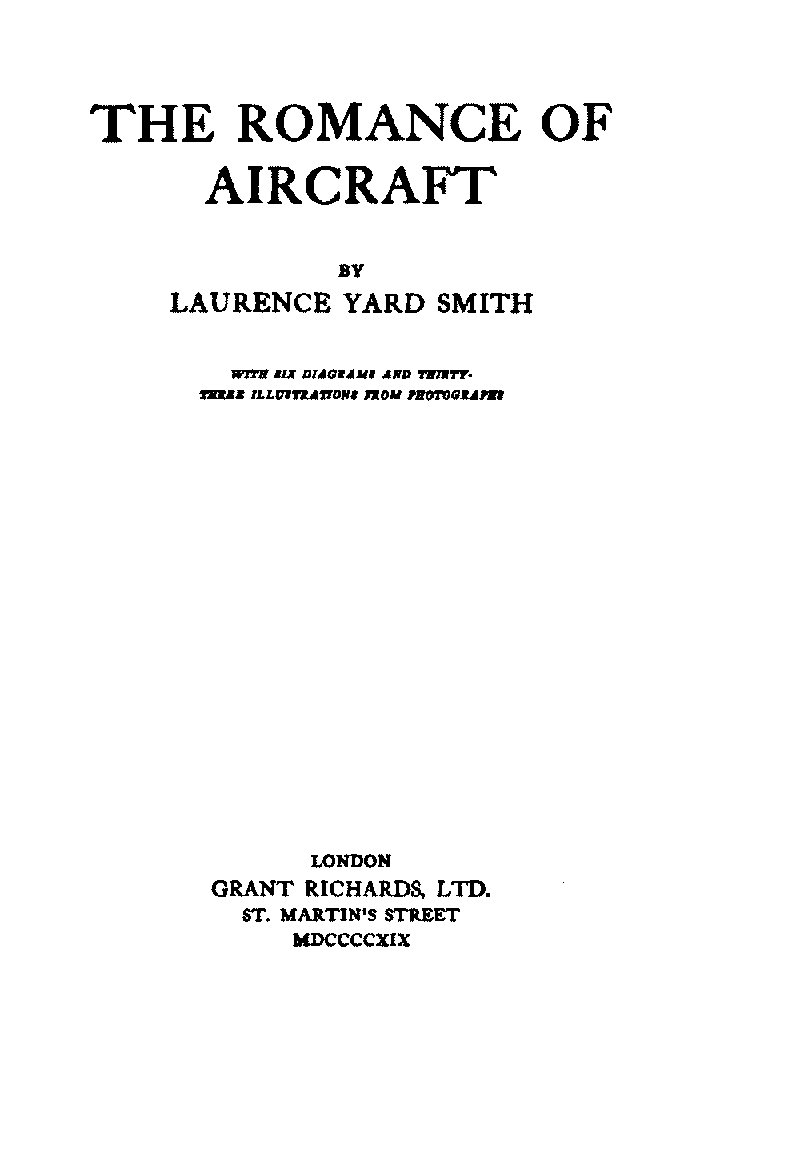 THE ROMANCE OF
AIRCRAFT
BY
LAURENCE YARD SMITH
WITH SIX DIAGRAMS AND THIRTY-
THREE ILLUSTRATIONS FROM PHOTOGRAPHS
LONDON
GRANT RICHARDS, LTD.
ST. MARTIN'S STREET
MDCCCCXIX